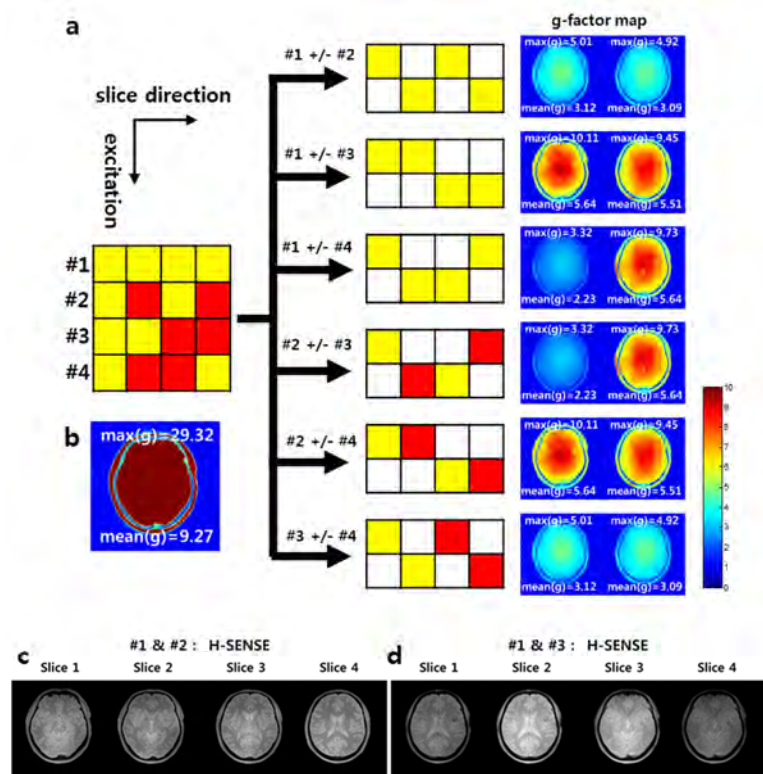 a
g-factor map
slice direction
excitation
#1 +/- #2
max(g)=5.01 max(g)=4.92
mean(g)=3.12 mean(g)=3.09
#1 +/- #3
max(g)=10.11 max(g)=9.45
mean(g)=5.64 mean(g)=5.51
#1 +/- #4
max(g)=3.32 max(g)=9.73
mean(g)=2.23 mean(g)=5.64
#1
#2
#3
#4
#2 +/- #3
max(g)=3.32 max(g)=9.73
mean(g)=2.23 mean(g)=5.64
b
max(g)=29.32
mean(g)=9.27
#2 +/- #4
max(g)=10.11 max(g)=9.45
mean(g)=5.64 mean(g)=5.51
#3 +/- #4
max(g)=5.01 max(g)=4.92
mean(g)=3.12 mean(g)=3.09
10
9
8
7
6
5
4
3
2
1
0
c
#1 & #2 : H-SENSE
Slice 1 Slice 2 Slice 3 Slice 4
d
#1 & #3: H-SENSE
Slice 1 Slice 2 Slice 3 Slice 4